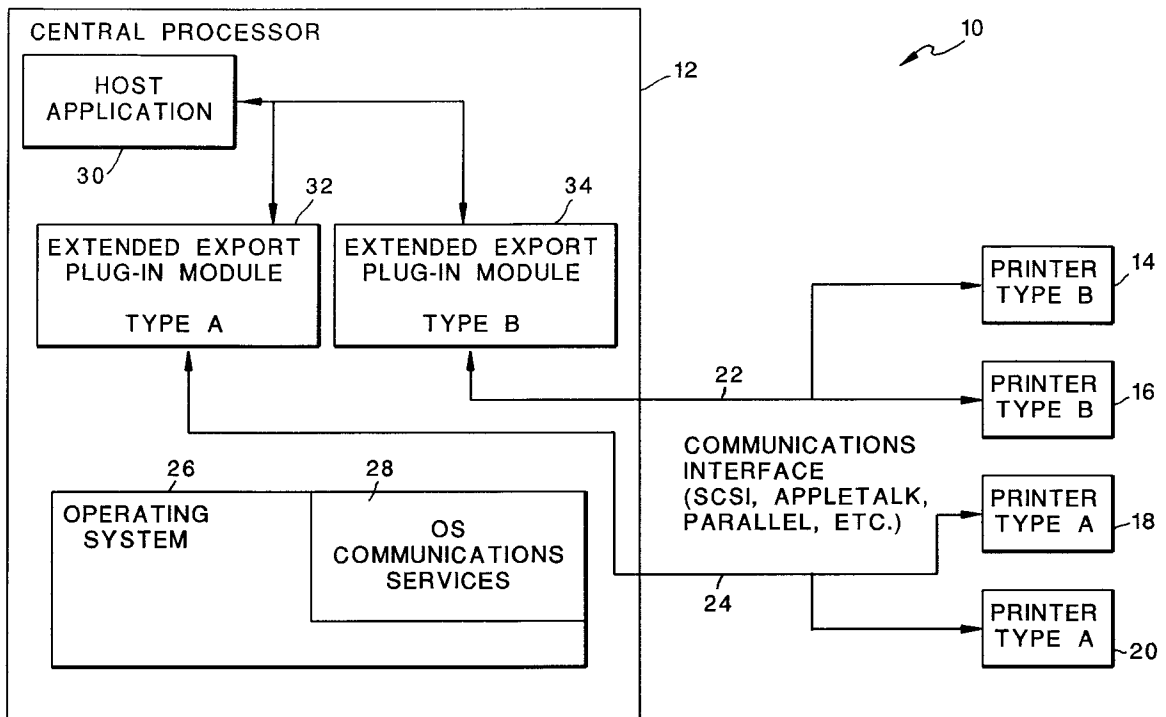 CENTRAL PROCESSOR
10
12
HOST
APPLICATION
30
32
34
EXTENDED EXPORT
PLUG-IN MODULE
TYPE A
EXTENDED EXPORT
PLUG-IN MODULE
TYPE B
PRINTER
TYPE B
14
22
PRINTER
TYPE B
16
COMMUNICATIONS
INTERFACE
(SCSI, APPLETALK,
PARALLEL, ETC.)
26
28
OPERATING
SYSTEM
OS
COMMUNICATIONS
SERVICES
PRINTER
TYPE A
18
24
PRINTER
TYPE A
20